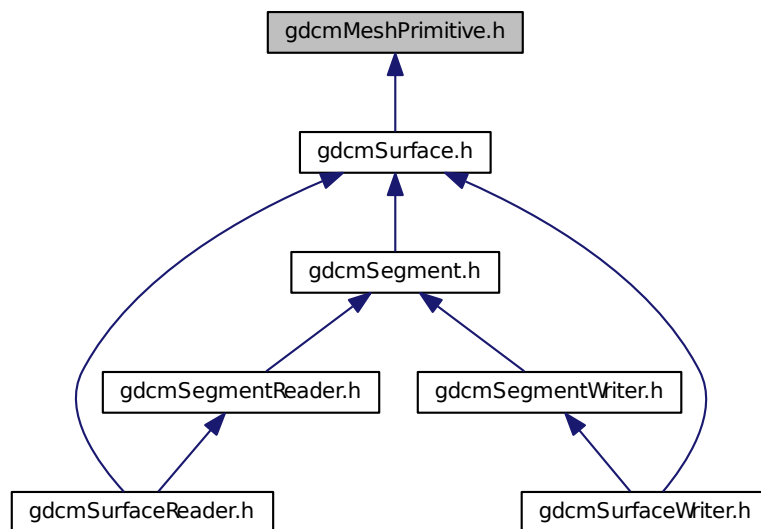 gdcmMeshPrimitive.h
gdcmSurface.h
gdcmSegment.h
gdcmSegmentReader.h
gdcmSegmentWriter.h
gdcmSurfaceReader.h
gdcmSurfaceWriter.h